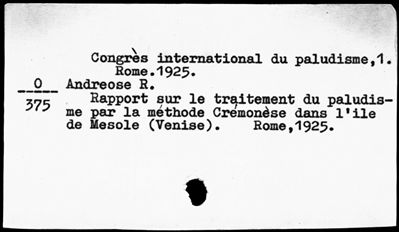 Congrès international du paludisme,1.
Rome.1925.
O
Andreose R.
375
Rapport sur le traitement du paludis-
me par la méthode Crémonèse dans l'ile
de Mesole (Venise). Rome,1925.